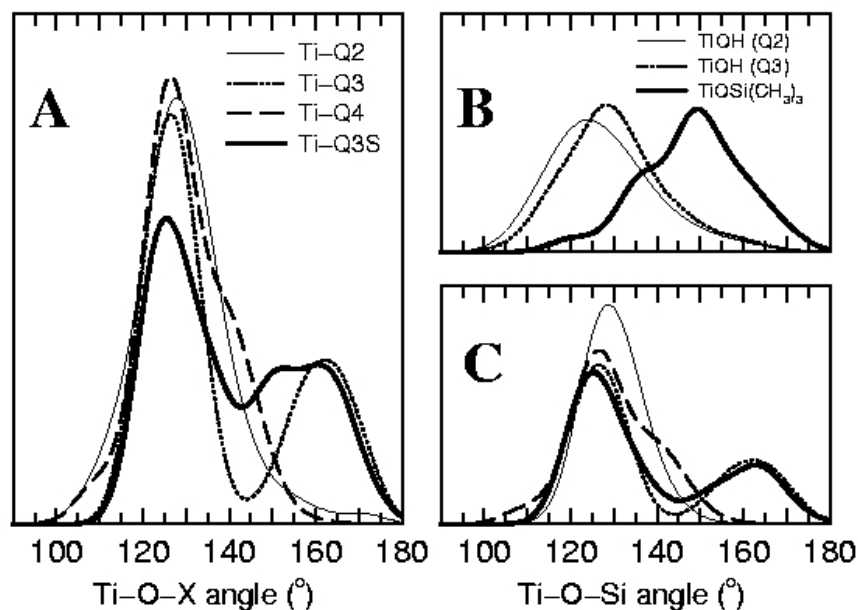 A
Ti−Q2
Ti−Q3
Ti−Q4
Ti−Q3S
100 120 140 160 180
Ti−O−X angle (°)
B
TiOH (Q2)
TiOH (Q3)
TiOSi(CH3)3
C
100 120 140 160 180
Ti−O−Si angle (°)